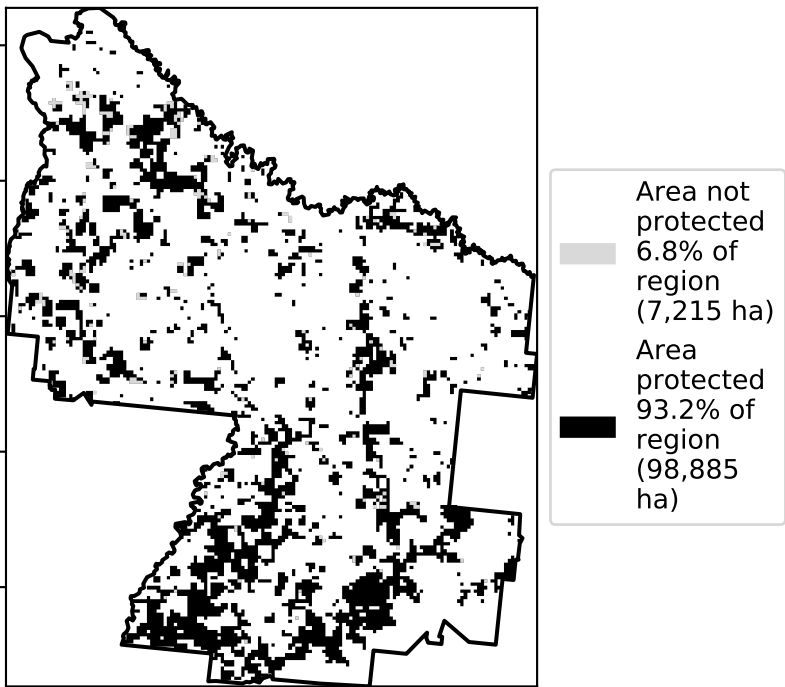 Area not
protected
6.8% of
region
(7,215 ha)
Area
protected
93.2% of
region
(98,885
ha)